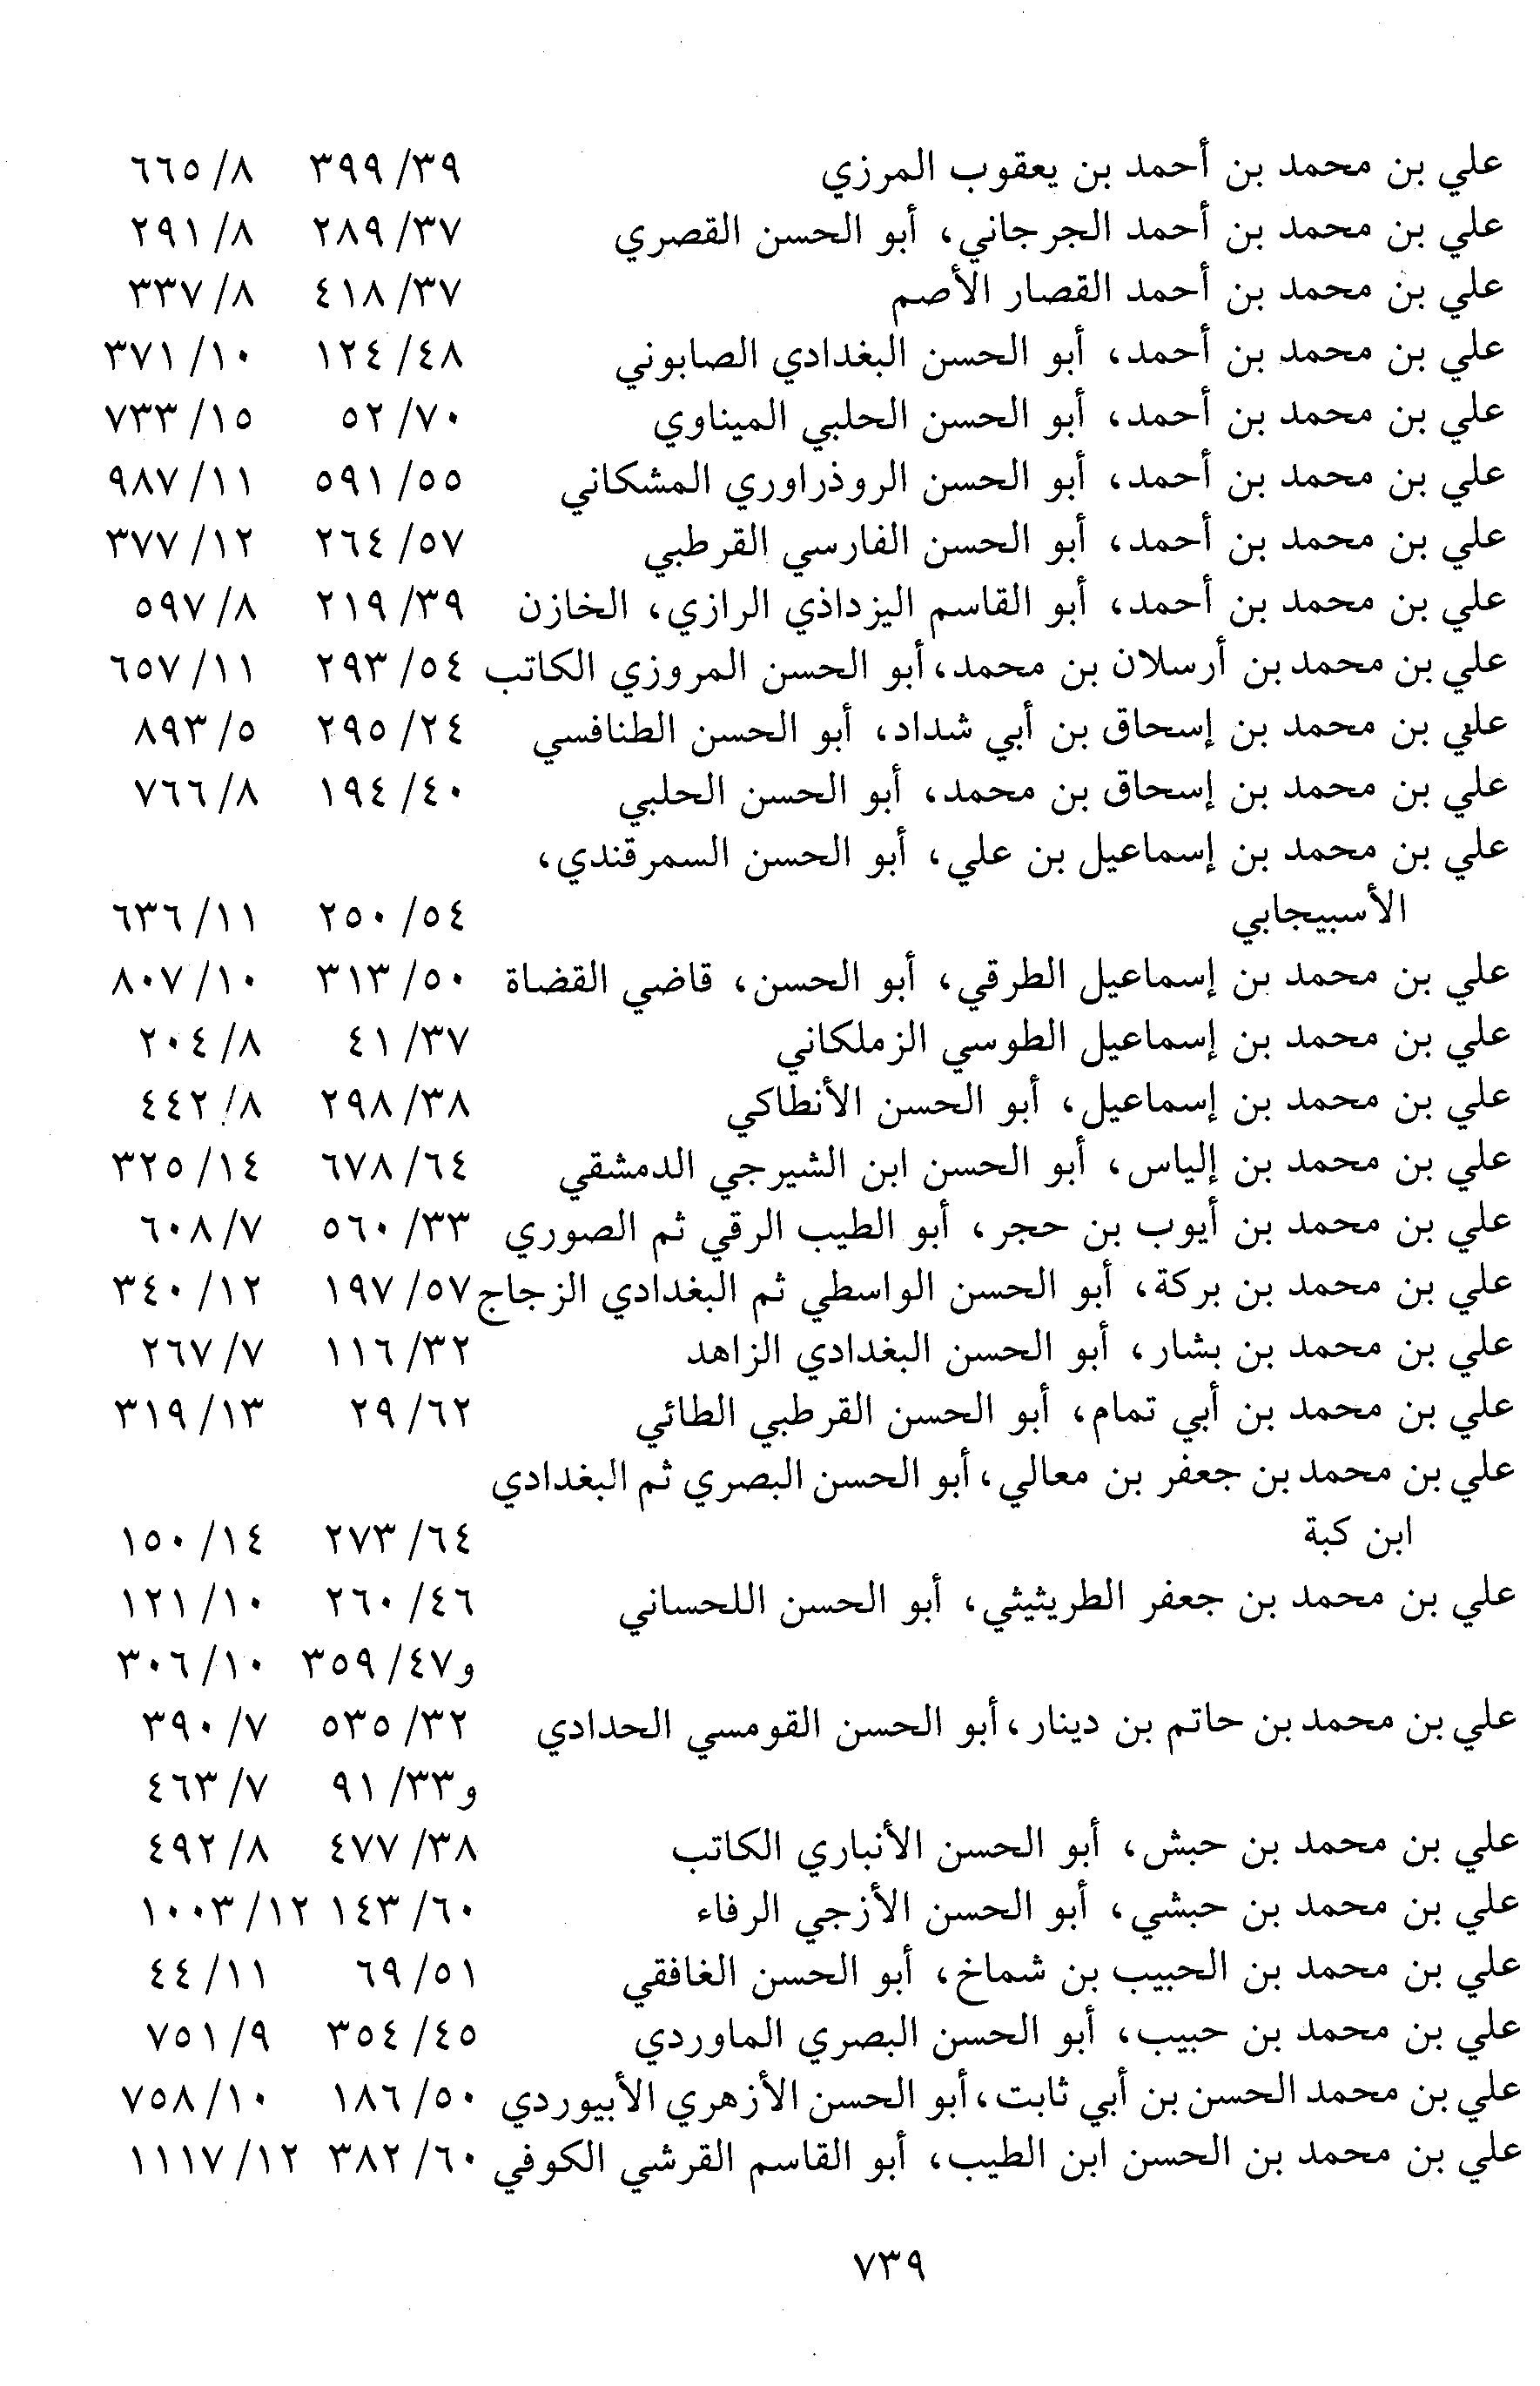 علي بن محمد بن أحمد بن يعقوب المرزي ٣٩/ ٣٩٩ ٨/ ٦٦٥
علي بن محمد بن أحمد الجرجاني، أبو الحسن القصري ٣٧/ ٢٨٩ ٨/ ٢٩١
علي بن محمد بن أحمد القصار الأصم ٣٧/ ٤١٨ ٨/ ٣٣٧
علي بن محمد بن أحمد، أبو الحسن البغدادي الصابوني ٤٨/ ١٢٤ ١٠/ ٣٧١
علي بن محمد بن أحمد، أبو الحسن الحلبي الميناوي ٧٠/ ٥٢ ١٥/ ٧٣٣
علي بن محمد بن أحمد، أبو الحسن الروذراوري المشكاني ٥٥/ ٥٩١ ١١/ ٩٨٧
علي بن محمد بن أحمد، أبو الحسن الفارسي القرطبي ٥٧/ ٢٦٤ ١٢/ ٣٧٧
علي بن محمد بن أحمد، أبو القاسم اليزداذي الرازي، الخازن ٣٩/ ٢١٩ ٨/ ٥٩٧
علي بن محمد بن أرسلان بن محمد، أبو الحسن المروزي الكاتب ٥٤/ ٢٩٣ ١١/ ٦٥٧
علي بن محمد بن إسحاق بن أبي شداد، أبو الحسن الطنافسي ٢٤/ ٢٩٥ ٥/ ٨٩٣
علي بن محمد بن إسحاق بن محمد، أبو الحسن الحلبي ٤٠/ ١٩٤ ٨/ ٧٦٦
علي بن محمد بن إسماعيل بن علي، أبو الحسن السمرقندي،
الأسبيجابي ٥٤/ ٢٥٠ ١١/ ٦٣٦
علي بن محمد بن إسماعيل الطرقي، أبو الحسن، قاضي القضاة ٥٠/ ٣١٣ ١٠/ ٨٠٧
علي بن محمد بن إسماعيل الطوسي الزملكاني ٣٧/ ٤١ ٨/ ٢٠٤
علي بن محمد بن إسماعيل، أبو الحسن الأنطاكي ٣٨/ ٢٩٨ ٨/ ٤٤٢
علي بن محمد بن إلياس، أبو الحسن ابن الشيرجي الدمشقي ٦٤/ ٦٧٨ ١٤/ ٣٢٥
علي بن محمد بن أيوب بن حجر، أبو الطيب الرقي ثم الصوري ٣٣/ ٥٦٠ ٧/ ٦٠٨
علي بن محمد بن بركة، أبو الحسن الواسطي ثم البغدادي الزجاج ٥٧/ ١٩٧ ١٢/ ٣٤٠
علي بن محمد بن بشار، أبو الحسن البغدادي الزاهد ٣٢/ ١١٦ ٧/ ٢٦٧
علي بن محمد بن أبي تمام، أبو الحسن القرطبي الطائي ٦٢/ ٢٩ ١٣/ ٣١٩
علي بن محمد بن جعفر بن معالي، أبو الحسن البصري ثم البغدادي
ابن كبة ٦٤/ ٢٧٣ ١٤/ ١٥٠
علي بن محمد بن جعفر الطريثيثي، أبو الحسن اللحساني ٤٦/ ٢٦٠ ١٠/ ١٢١
و٤٧/ ٣٥٩ ١٠/ ٣٠٦
علي بن محمد بن حاتم بن دينار، أبو الحسن القومسي الحدادي ٣٢/ ٥٣٥ ٧/ ٣٩٠
و٣٣/ ٩١ ٧/ ٤٦٣
علي بن محمد بن حبش، أبو الحسن الأنباري الكاتب ٣٨/ ٤٧٧ ٨/ ٤٩٢
علي بن محمد بن حبشي، أبو الحسن الأزجي الرفاء ٦٠/ ١٤٣ ١٢/ ١٠٠٣
علي بن محمد بن الحبيب بن شماخ، أبو الحسن الغافقي ٥١/ ٦٩ ١١/ ٤٤
علي بن محمد بن حبيب، أبو الحسن البصري الماوردي ٤٥/ ٣٥٤ ٩/ ٧٥١
علي بن محمد الحسن بن أبي ثابت، أبو الحسن الأزهري الأبيوردي ٥٠/ ١٨٦ ١٠/ ٧٥٨
علي بن محمد بن الحسن ابن الطيب، أبو القاسم القرشي الكوفي ٦٠/ ٣٨٢ ١٢/ ١١١٧
٧٣٩